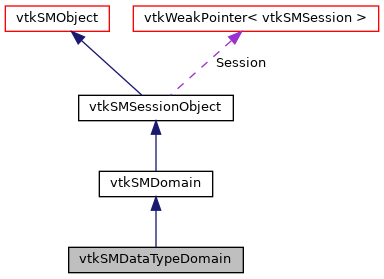 vtkSMObject
vtkWeakPointer< vtkSMSession >
Session
vtkSMSessionObject
vtkSMDomain
vtkSMDataTypeDomain